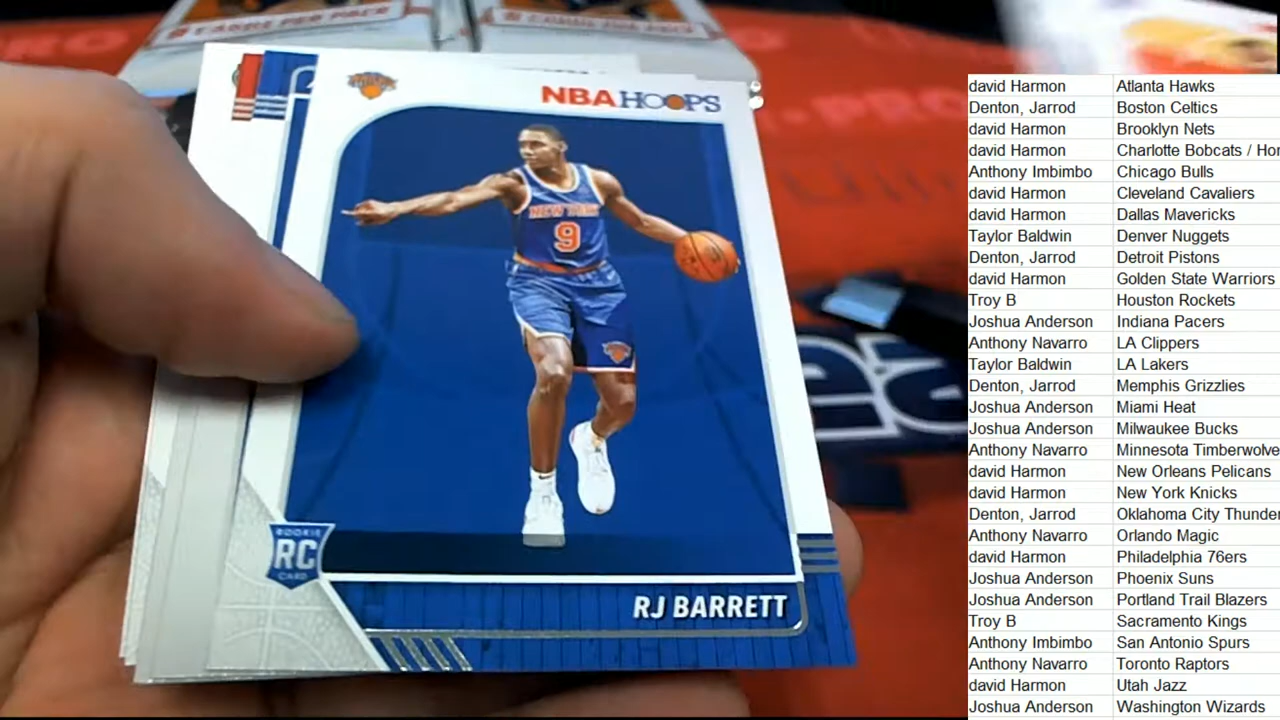 CARDS PER PACK
NBA HOOPS
NEW YORK
9
ROOKIE
RC
CARD
RJ BARRETT
david Harmon Atlanta Hawks
Denton, Jarrod Boston Celtics
david Harmon Brooklyn Nets
david Harmon Charlotte Bobcats / Hor
Anthony Imbimbo Chicago Bulls
david Harmon Cleveland Cavaliers
david Harmon Dallas Mavericks
Taylor Baldwin Denver Nuggets
Denton, Jarrod Detroit Pistons
david Harmon Golden State Warriors
Troy B Houston Rockets
Joshua Anderson Indiana Pacers
Anthony Navarro LA Clippers
Taylor Baldwin LA Lakers
Denton, Jarrod Memphis Grizzlies
Joshua Anderson Miami Heat
Joshua Anderson Milwaukee Bucks
Anthony Navarro Minnesota Timberwolve
david Harmon New Orleans Pelicans
david Harmon New York Knicks
Denton, Jarrod Oklahoma City Thunder
Anthony Navarro Orlando Magic
david Harmon Philadelphia 76ers
Joshua Anderson Phoenix Suns
Joshua Anderson Portland Trail Blazers
Troy B Sacramento Kings
Anthony Imbimbo San Antonio Spurs
Anthony Navarro Toronto Raptors
david Harmon Utah Jazz
Joshua Anderson Washington Wizards